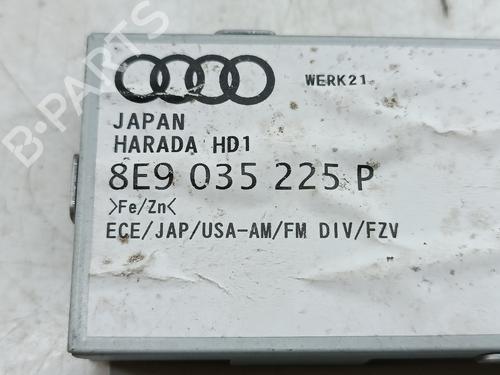 WERK21
JAPAN
HARADA HD1
8E9 035 225 P
>Fe/Zn<
ECE/JAP/USA-AM/FM DIV/FZV
B-PARTS